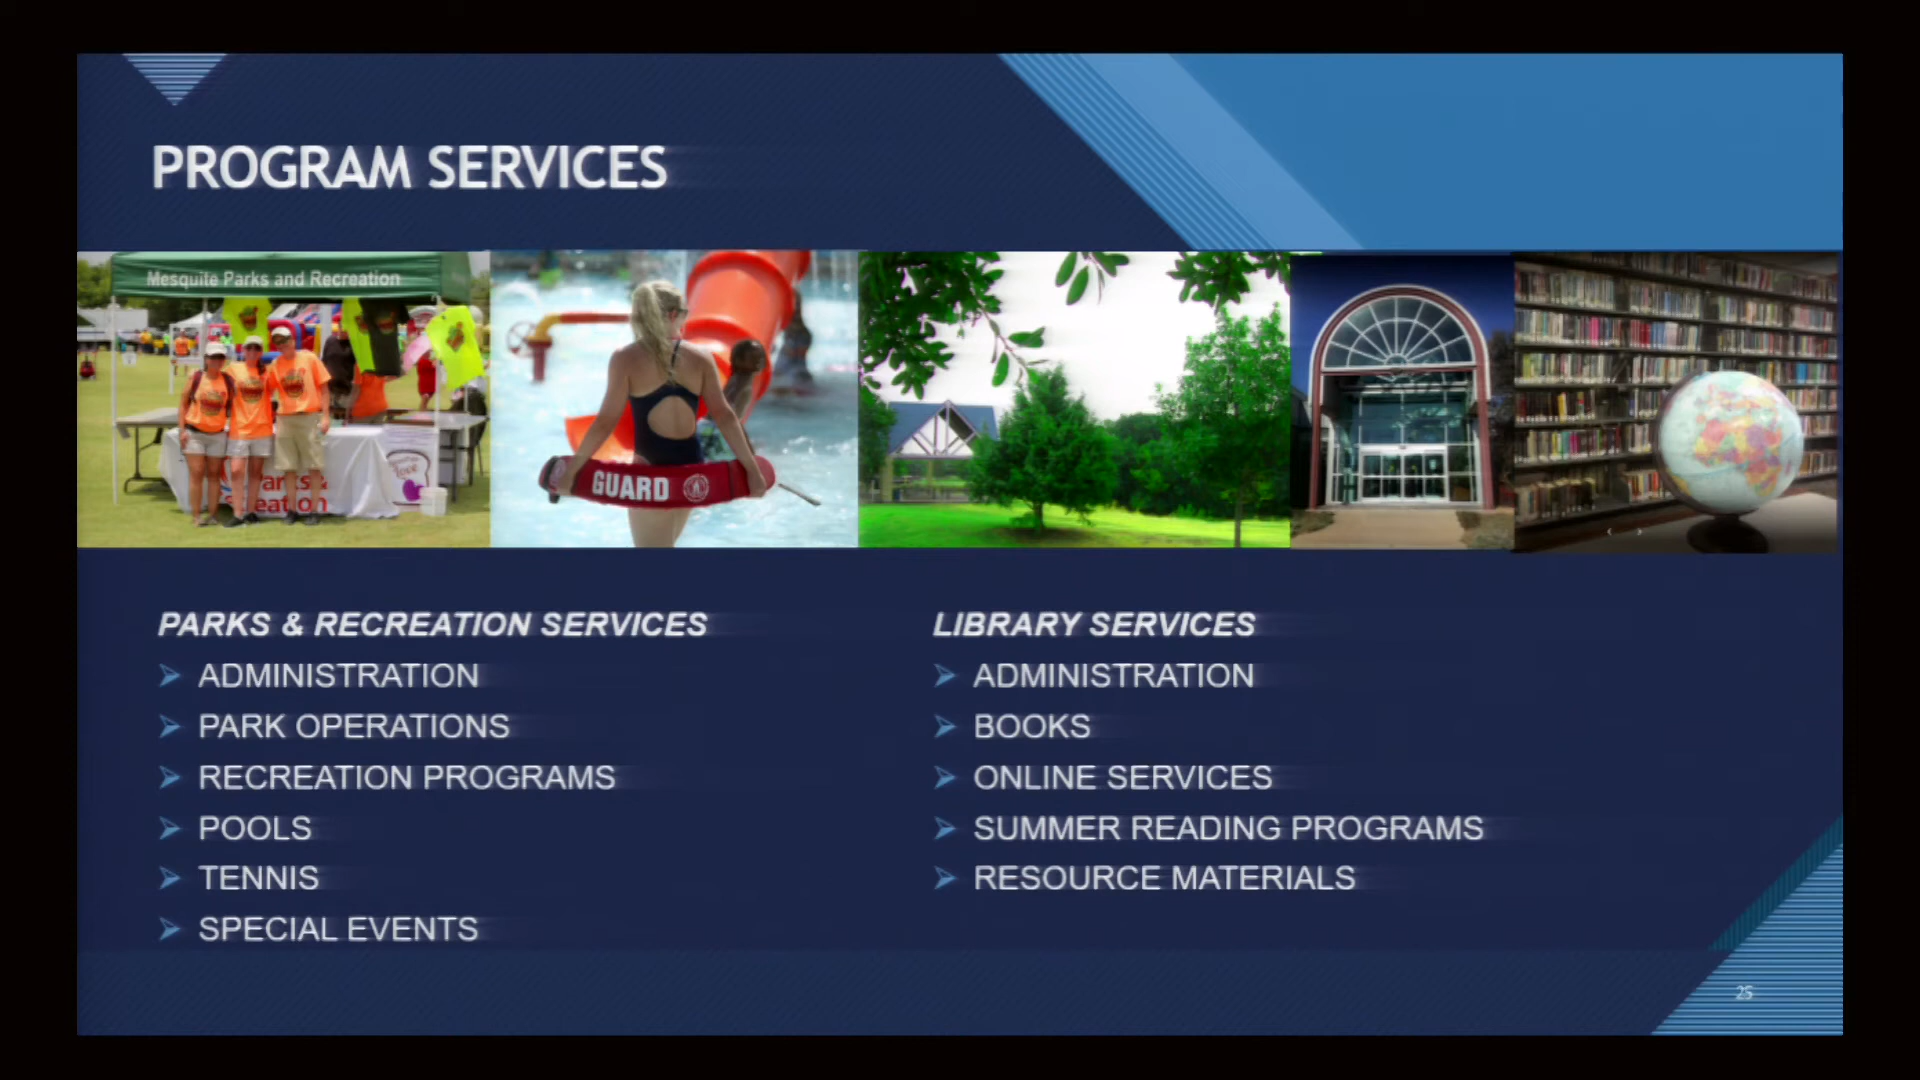 PROGRAM SERVICES
Mesquite Parks and Recreation
GUARD
PARKS & RECREATION SERVICES
ADMINISTRATION
PARK OPERATIONS
RECREATION PROGRAMS
POOLS
TENNIS
SPECIAL EVENTS
LIBRARY SERVICES
ADMINISTRATION
BOOKS
ONLINE SERVICES
SUMMER READING PROGRAMS
RESOURCE MATERIALS
25